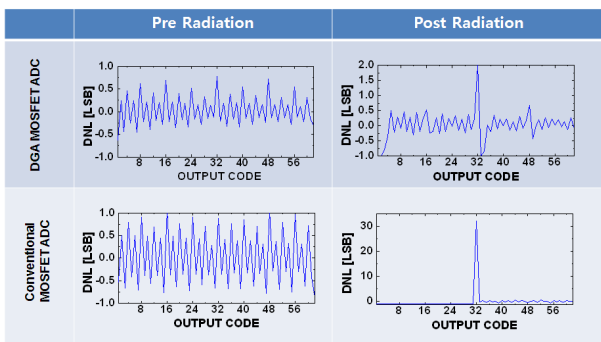 Pre Radiation
Post Radiation
DGA MOSFET ADC
DNL [LSB]
1.0
0.5
0.0
-0.5
-1.0
8 16 24 32 40 48 56
OUTPUT CODE
DNL [LSB]
2.0
1.5
1.0
0.5
0.0
-0.5
-1.0
8 16 24 32 40 48 56
OUTPUT CODE
Conventional
MOSFET ADC
DNL [LSB]
1.0
0.5
0.0
-0.5
-1.0
8 16 24 32 40 48 56
OUTPUT CODE
DNL [LSB]
30
20
10
0
8 16 24 32 40 48 56
OUTPUT CODE